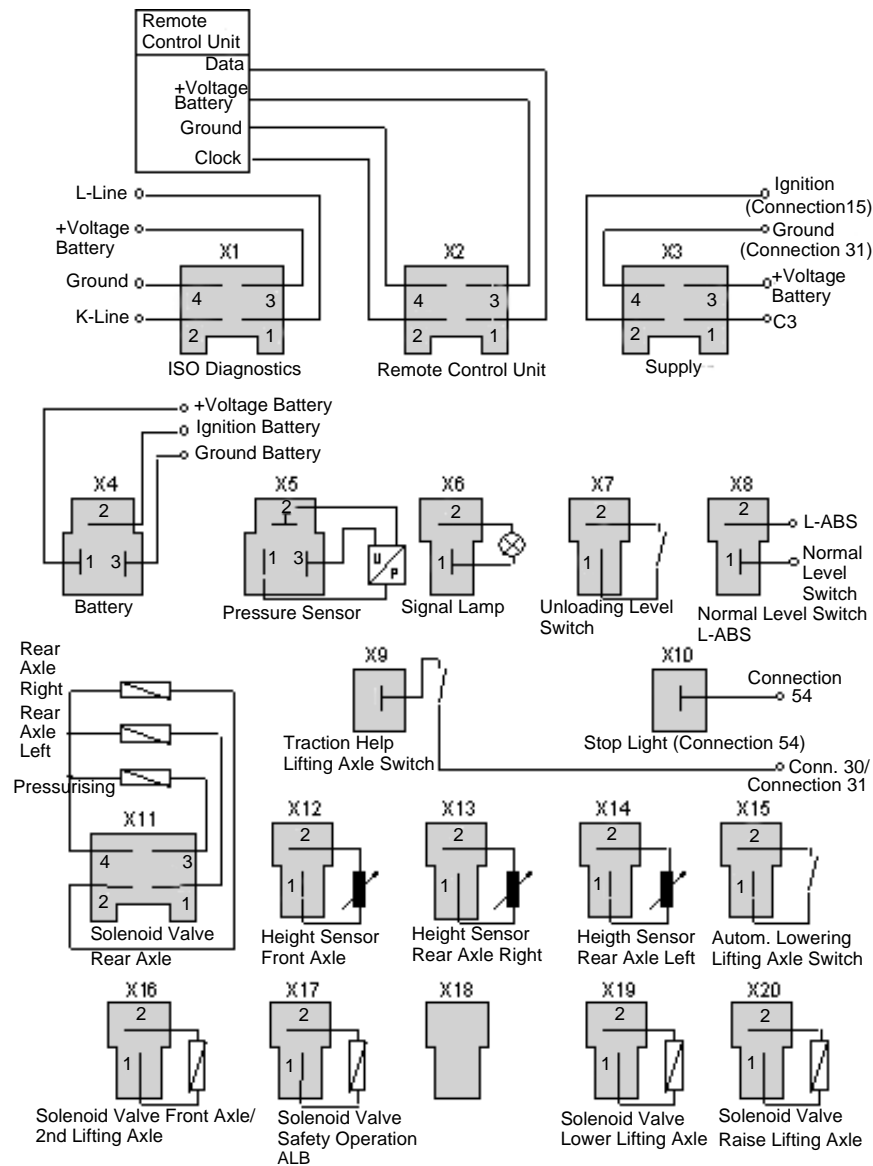 Remote
Control Unit
Data
+Voltage
Battery
Ground
Clock
L-Line
+Voltage
Battery
Ground
K-Line
X1
4 3
2 1
ISO Diagnostics
X2
4 3
2 1
Remote Control Unit
X3
4 3
2 1
Supply
Ignition
(Connection15)
Ground
(Connection 31)
+Voltage
Battery
C3
+Voltage Battery
Ignition Battery
Ground Battery
X4
2
1 3
Battery
X5
2
1 3
U
P
Pressure Sensor
X6
2
1
Signal Lamp
X7
2
1
Unloading Level
Switch
X8
2
1
L-ABS
Normal
Level
Switch
Normal Level Switch
L-ABS
Rear
Axle
Right
Rear
Axle
Left
Pressurising
X9
Traction Help
Lifting Axle Switch
X10
Connection
54
Stop Light (Connection 54)
Conn. 30/
Connection 31
X11
4 3
2 1
Solenoid Valve
Rear Axle
X12
2
1
Height Sensor
Front Axle
X13
2
1
Height Sensor
Rear Axle Right
X14
2
1
Heigth Sensor
Rear Axle Left
X15
2
1
Autom. Lowering
Lifting Axle Switch
X16
2
1
Solenoid Valve Front Axle/
2nd Lifting Axle
X17
2
1
Solenoid Valve
Safety Operation
ALB
X18
X19
2
1
Solenoid Valve
Lower Lifting Axle
X20
2
1
Solenoid Valve
Raise Lifting Axle